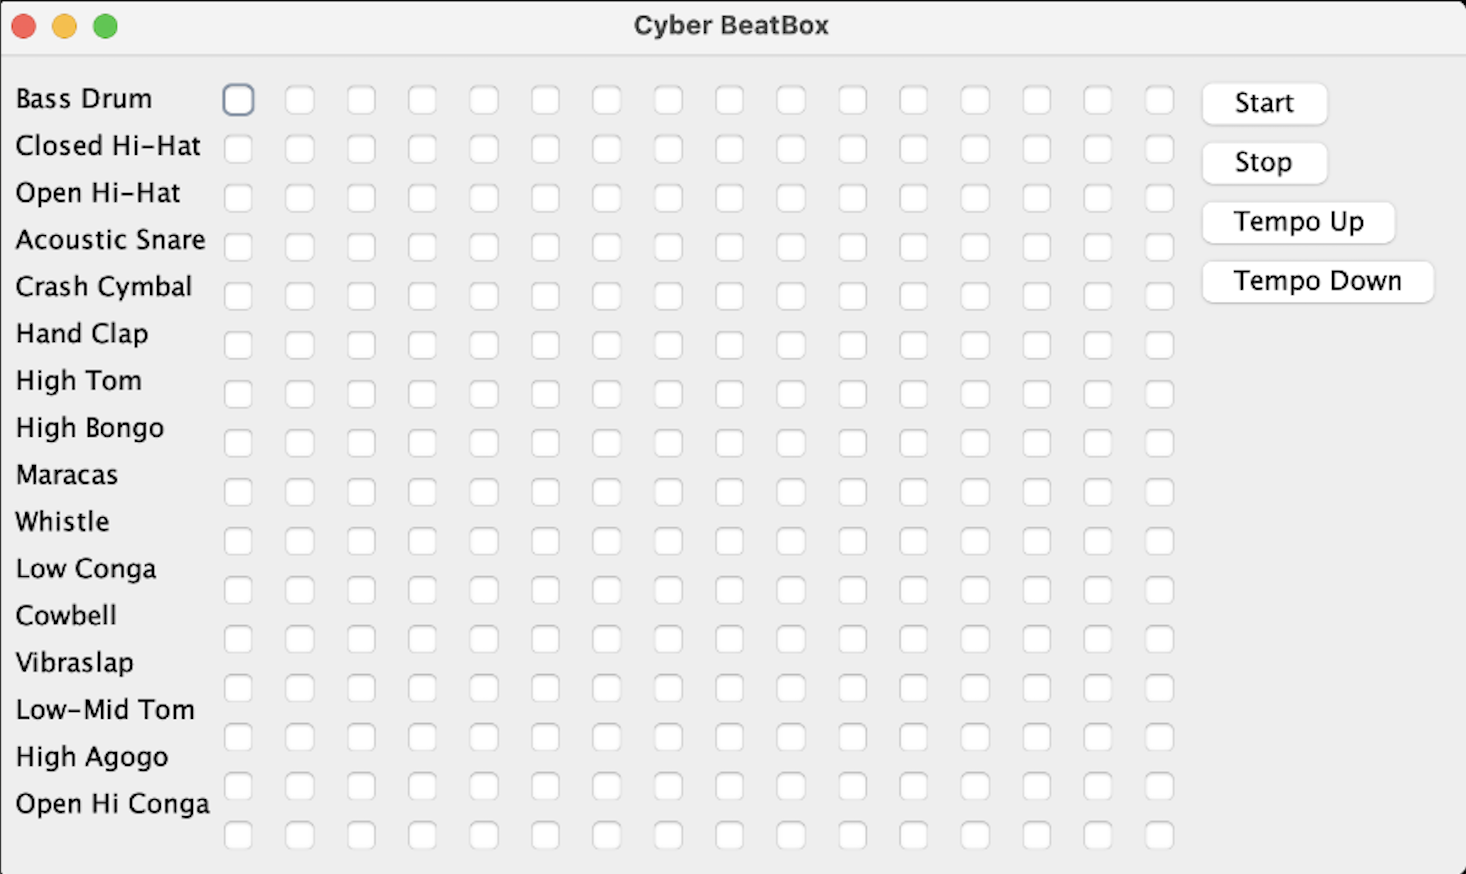 Cyber BeatBox
Bass Drum
Closed Hi-Hat
Open Hi-Hat
Acoustic Snare
Crash Cymbal
Hand Clap
High Tom
High Bongo
Maracas
Whistle
Low Conga
Cowbell
Vibraslap
Low-Mid Tom
High Agogo
Open Hi Conga
Start
Stop
Tempo Up
Tempo Down